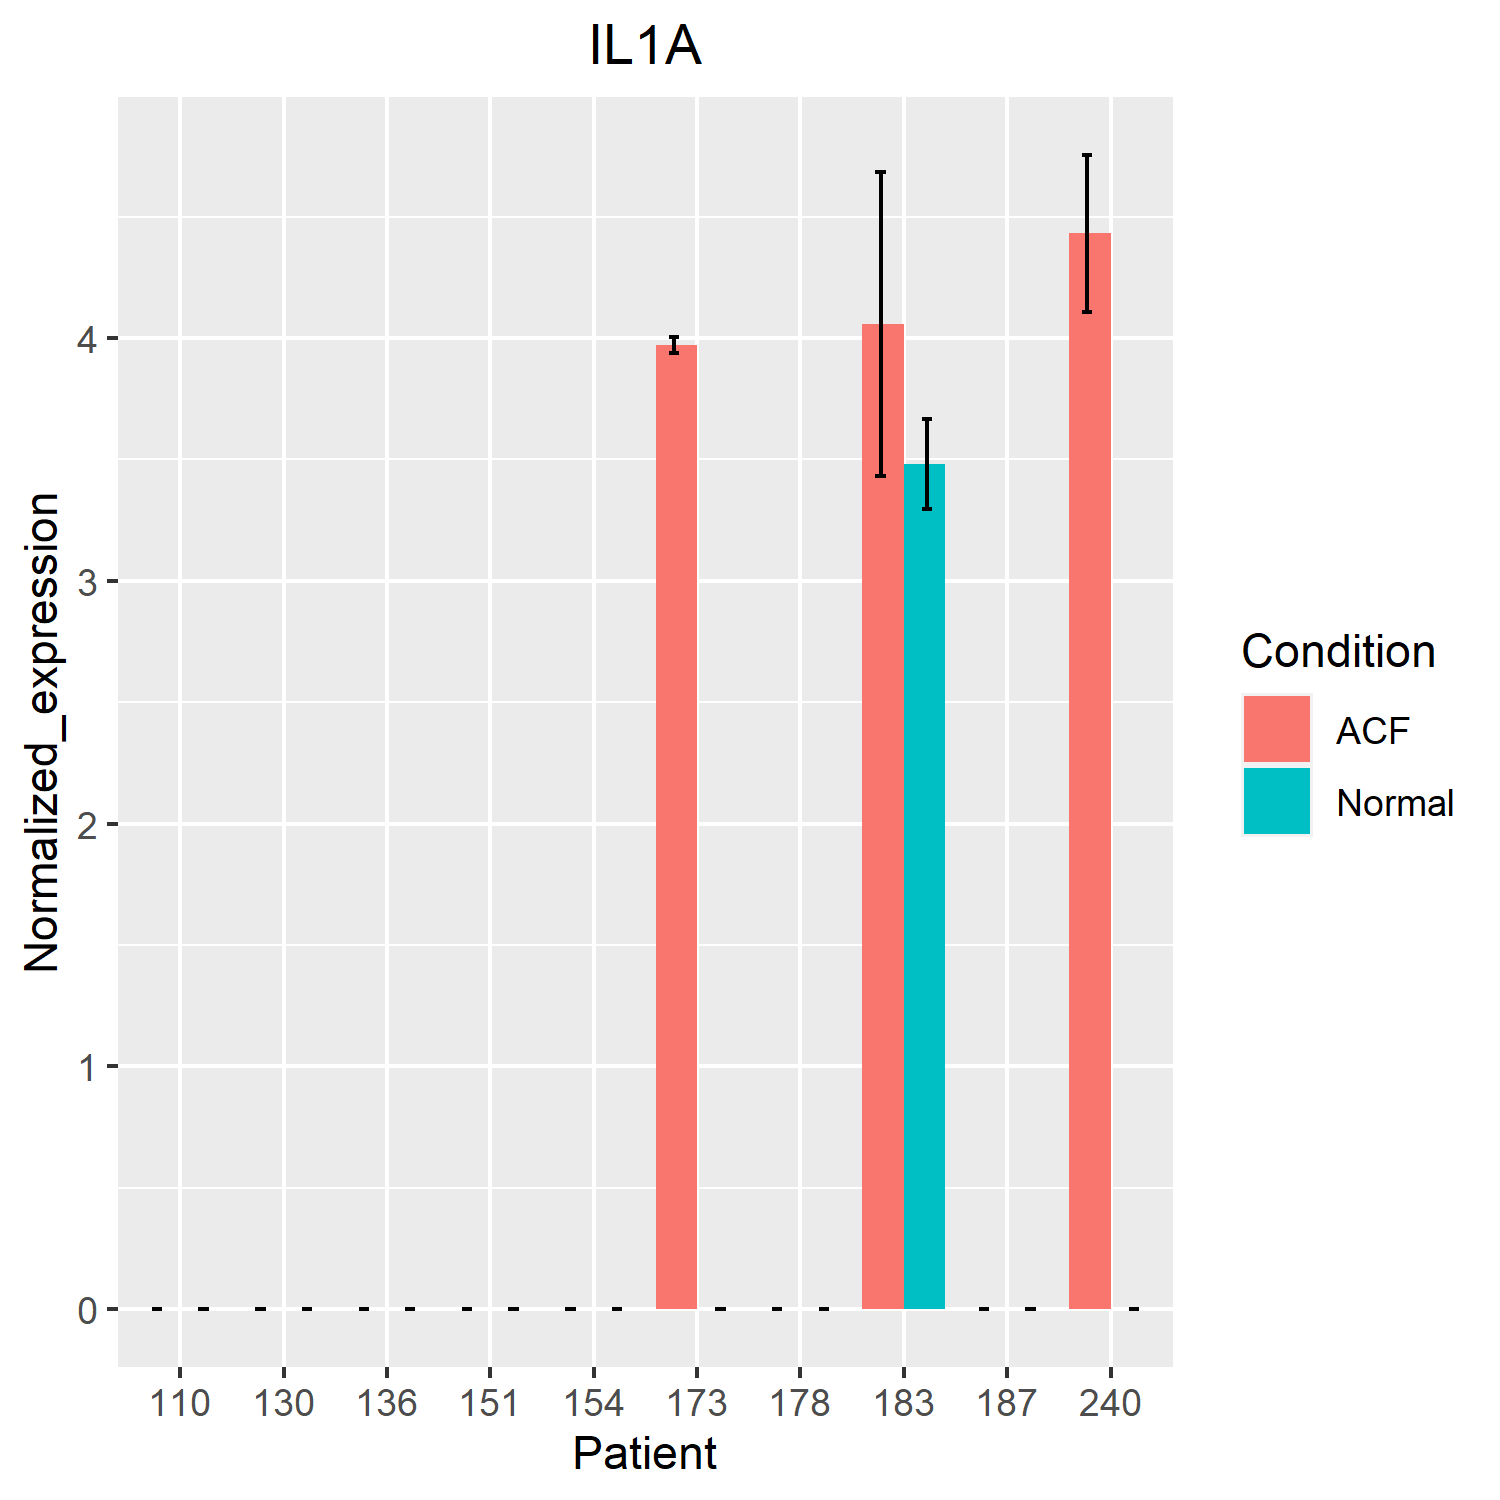 IL1A
Normalized_expression
4
3
2
1
0
110 130 136 151 154 173 178 183 187 240
Patient
Condition
ACF
Normal